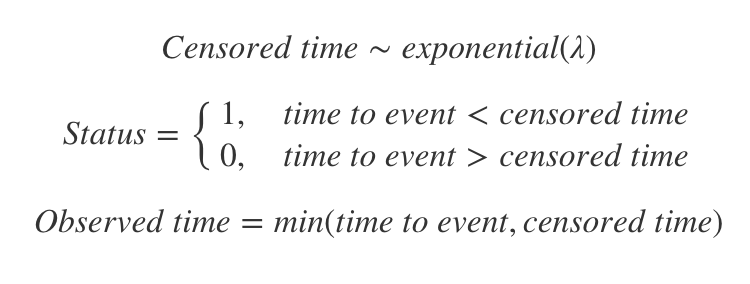 Censored time ~ exponential(λ)
Status = { 1, time to event < censored time
0, time to event > censored time
Observed time = min(time to event, censored time)